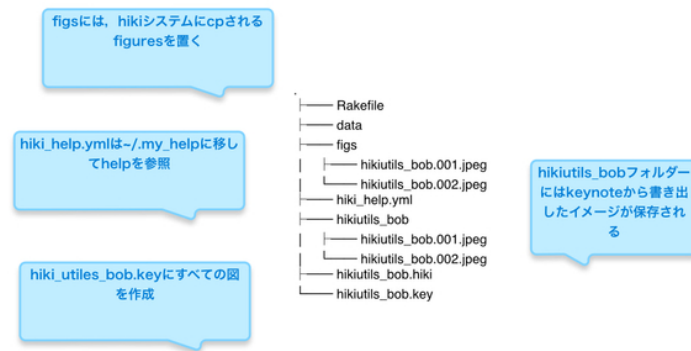 figsには，hikiシステムにcpされる
figuresを置く
hiki_help.ymlは~/.my_helpに移し
てhelpを参照
hiki_utiles_bob.keyにすべての図
を作成
.
├── Rakefile
├── data
├── figs
│   ├── hikiutils_bob.001.jpeg
│   └── hikiutils_bob.002.jpeg
├── hiki_help.yml
├── hikiutils_bob
│   ├── hikiutils_bob.001.jpeg
│   └── hikiutils_bob.002.jpeg
├── hikiutils_bob.hiki
└── hikiutils_bob.key
hikiutils_bobフォルダー
にはkeynoteから書き出
したイメージが保存され
る